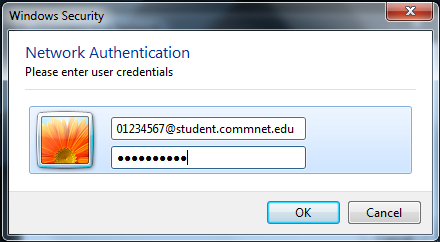 Windows Security
Network Authentication
Please enter user credentials
01234567@student.commnet.edu
●●●●●●●●●●
OK
Cancel